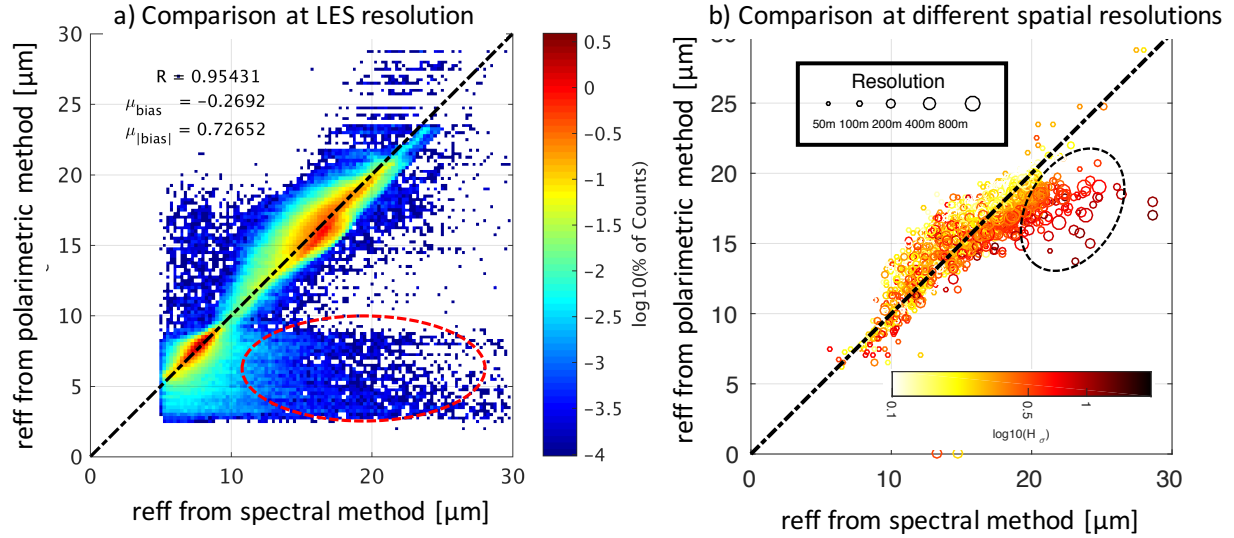 a) Comparison at LES resolution
reff from polarimetric method [µm]
30
25
20
15
10
5
0
R = 0.95431
μbias = −0.2692
μ|bias| = 0.72652
0 10 20 30
reff from spectral method [µm]
0.5
0
−0.5
−1
−1.5
−2
−2.5
−3
−3.5
−4
log10(% of Counts)
b) Comparison at different spatial resolutions
reff from polarimetric method [µm]
30
25
20
15
10
5
0
Resolution
50m 100m 200m 400m 800m
0.1 0.5 1
log10(H_σ)
0 10 20 30
reff from spectral method [µm]